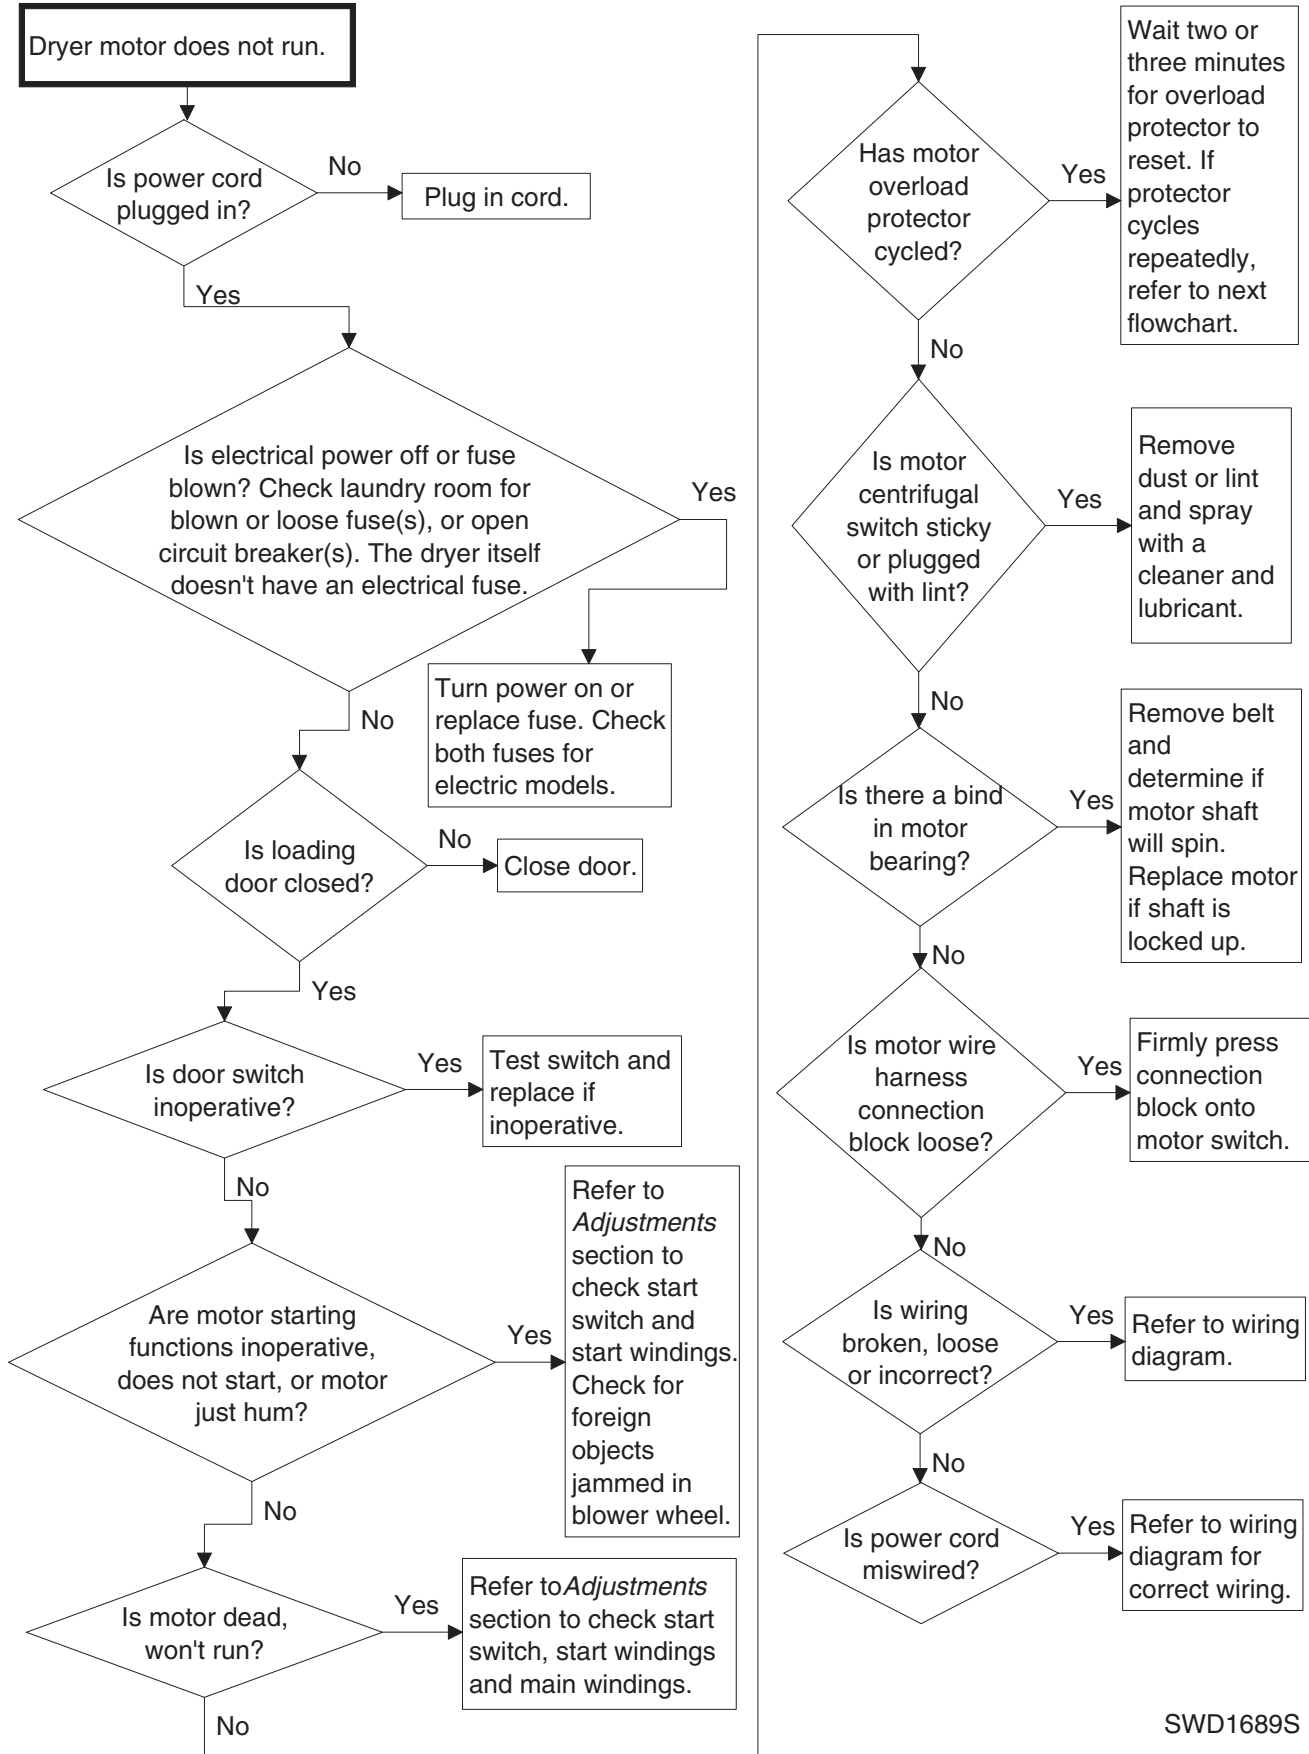 Dryer motor does not run.
Is power cord
plugged in?
No
Plug in cord.
Yes
Is electrical power off or fuse
blown? Check laundry room for
blown or loose fuse(s), or open
circuit breaker(s). The dryer itself
doesn't have an electrical fuse.
Yes
Turn power on or
replace fuse. Check
both fuses for
electric models.
No
Is loading
door closed?
No
Close door.
Yes
Is door switch
inoperative?
Yes
Test switch and
replace if
inoperative.
No
Are motor starting
functions inoperative,
does not start, or motor
just hum?
Yes
Refer to
Adjustments
section to
check start
switch and
start windings.
Check for
foreign
objects
jammed in
blower wheel.
No
Is motor dead,
won't run?
Yes
Refer to Adjustments
section to check start
switch, start windings
and main windings.
No
Has motor
overload
protector
cycled?
Yes
Wait two or
three minutes
for overload
protector to
reset. If
protector
cycles
repeatedly,
refer to next
flowchart.
No
Is motor
centrifugal
switch sticky
or plugged
with lint?
Yes
Remove
dust or lint
and spray
with a
cleaner and
lubricant.
No
Is there a bind
in motor
bearing?
Yes
Remove belt
and
determine if
motor shaft
will spin.
Replace motor
if shaft is
locked up.
No
Is motor wire
harness
connection
block loose?
Yes
Firmly press
connection
block onto
motor switch.
No
Is wiring
broken, loose
or incorrect?
Yes
Refer to wiring
diagram.
No
Is power cord
miswired?
Yes
Refer to wiring
diagram for
correct wiring.
SWD1689S